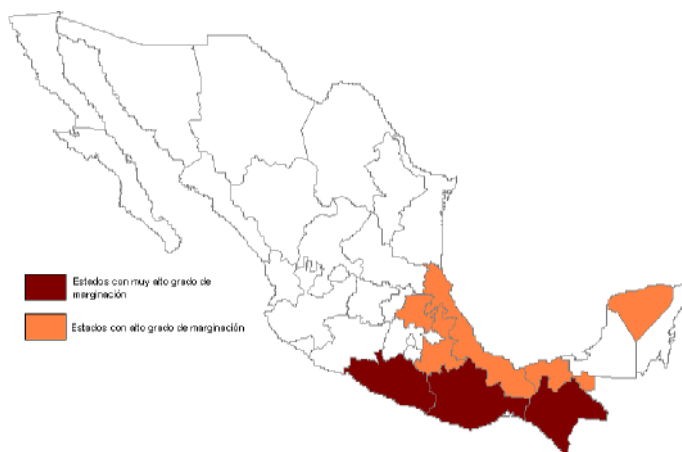 Estados con muy alto grado de
marginación
Estados con alto grado de marginación